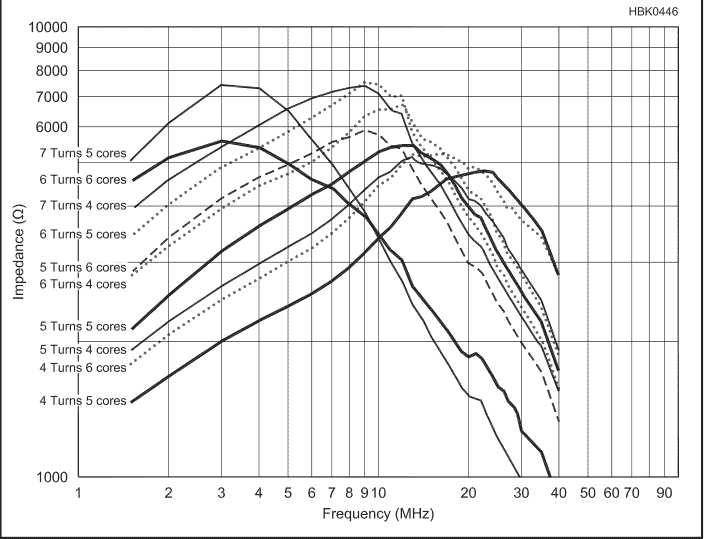 HBK0446
10000
9000
8000
7000
6000
7 Turns 5 cores
6 Turns 6 cores
7 Turns 4 cores
6 Turns 5 cores
5 Turns 6 cores
6 Turns 4 cores
5 Turns 5 cores
5 Turns 4 cores
4 Turns 6 cores
4 Turns 5 cores
1000
Impedance (Ω)
1 2 3 4 5 6 7 8 9 10 20 30 40 50 60 70 90
Frequency (MHz)